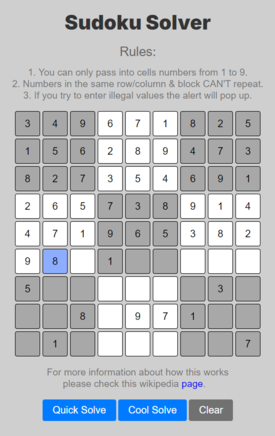 Sudoku Solver
Rules:
1. You can only pass into cells numbers from 1 to 9.
2. Numbers in the same row/column & block CAN'T repeat.
3. If you try to enter illegal values the alert will pop up.
3 4 9 6 7 1 8 2 5
1 5 6 2 8 9 4 7 3
8 2 7 3 5 4 6 9 1
2 6 5 7 3 8 9 1 4
4 7 1 9 6 5 3 8 2
9 8 1
5 3
8 9 7 1
1 7
For more information about how this works
please check this wikipedia page.
Quick Solve Cool Solve Clear